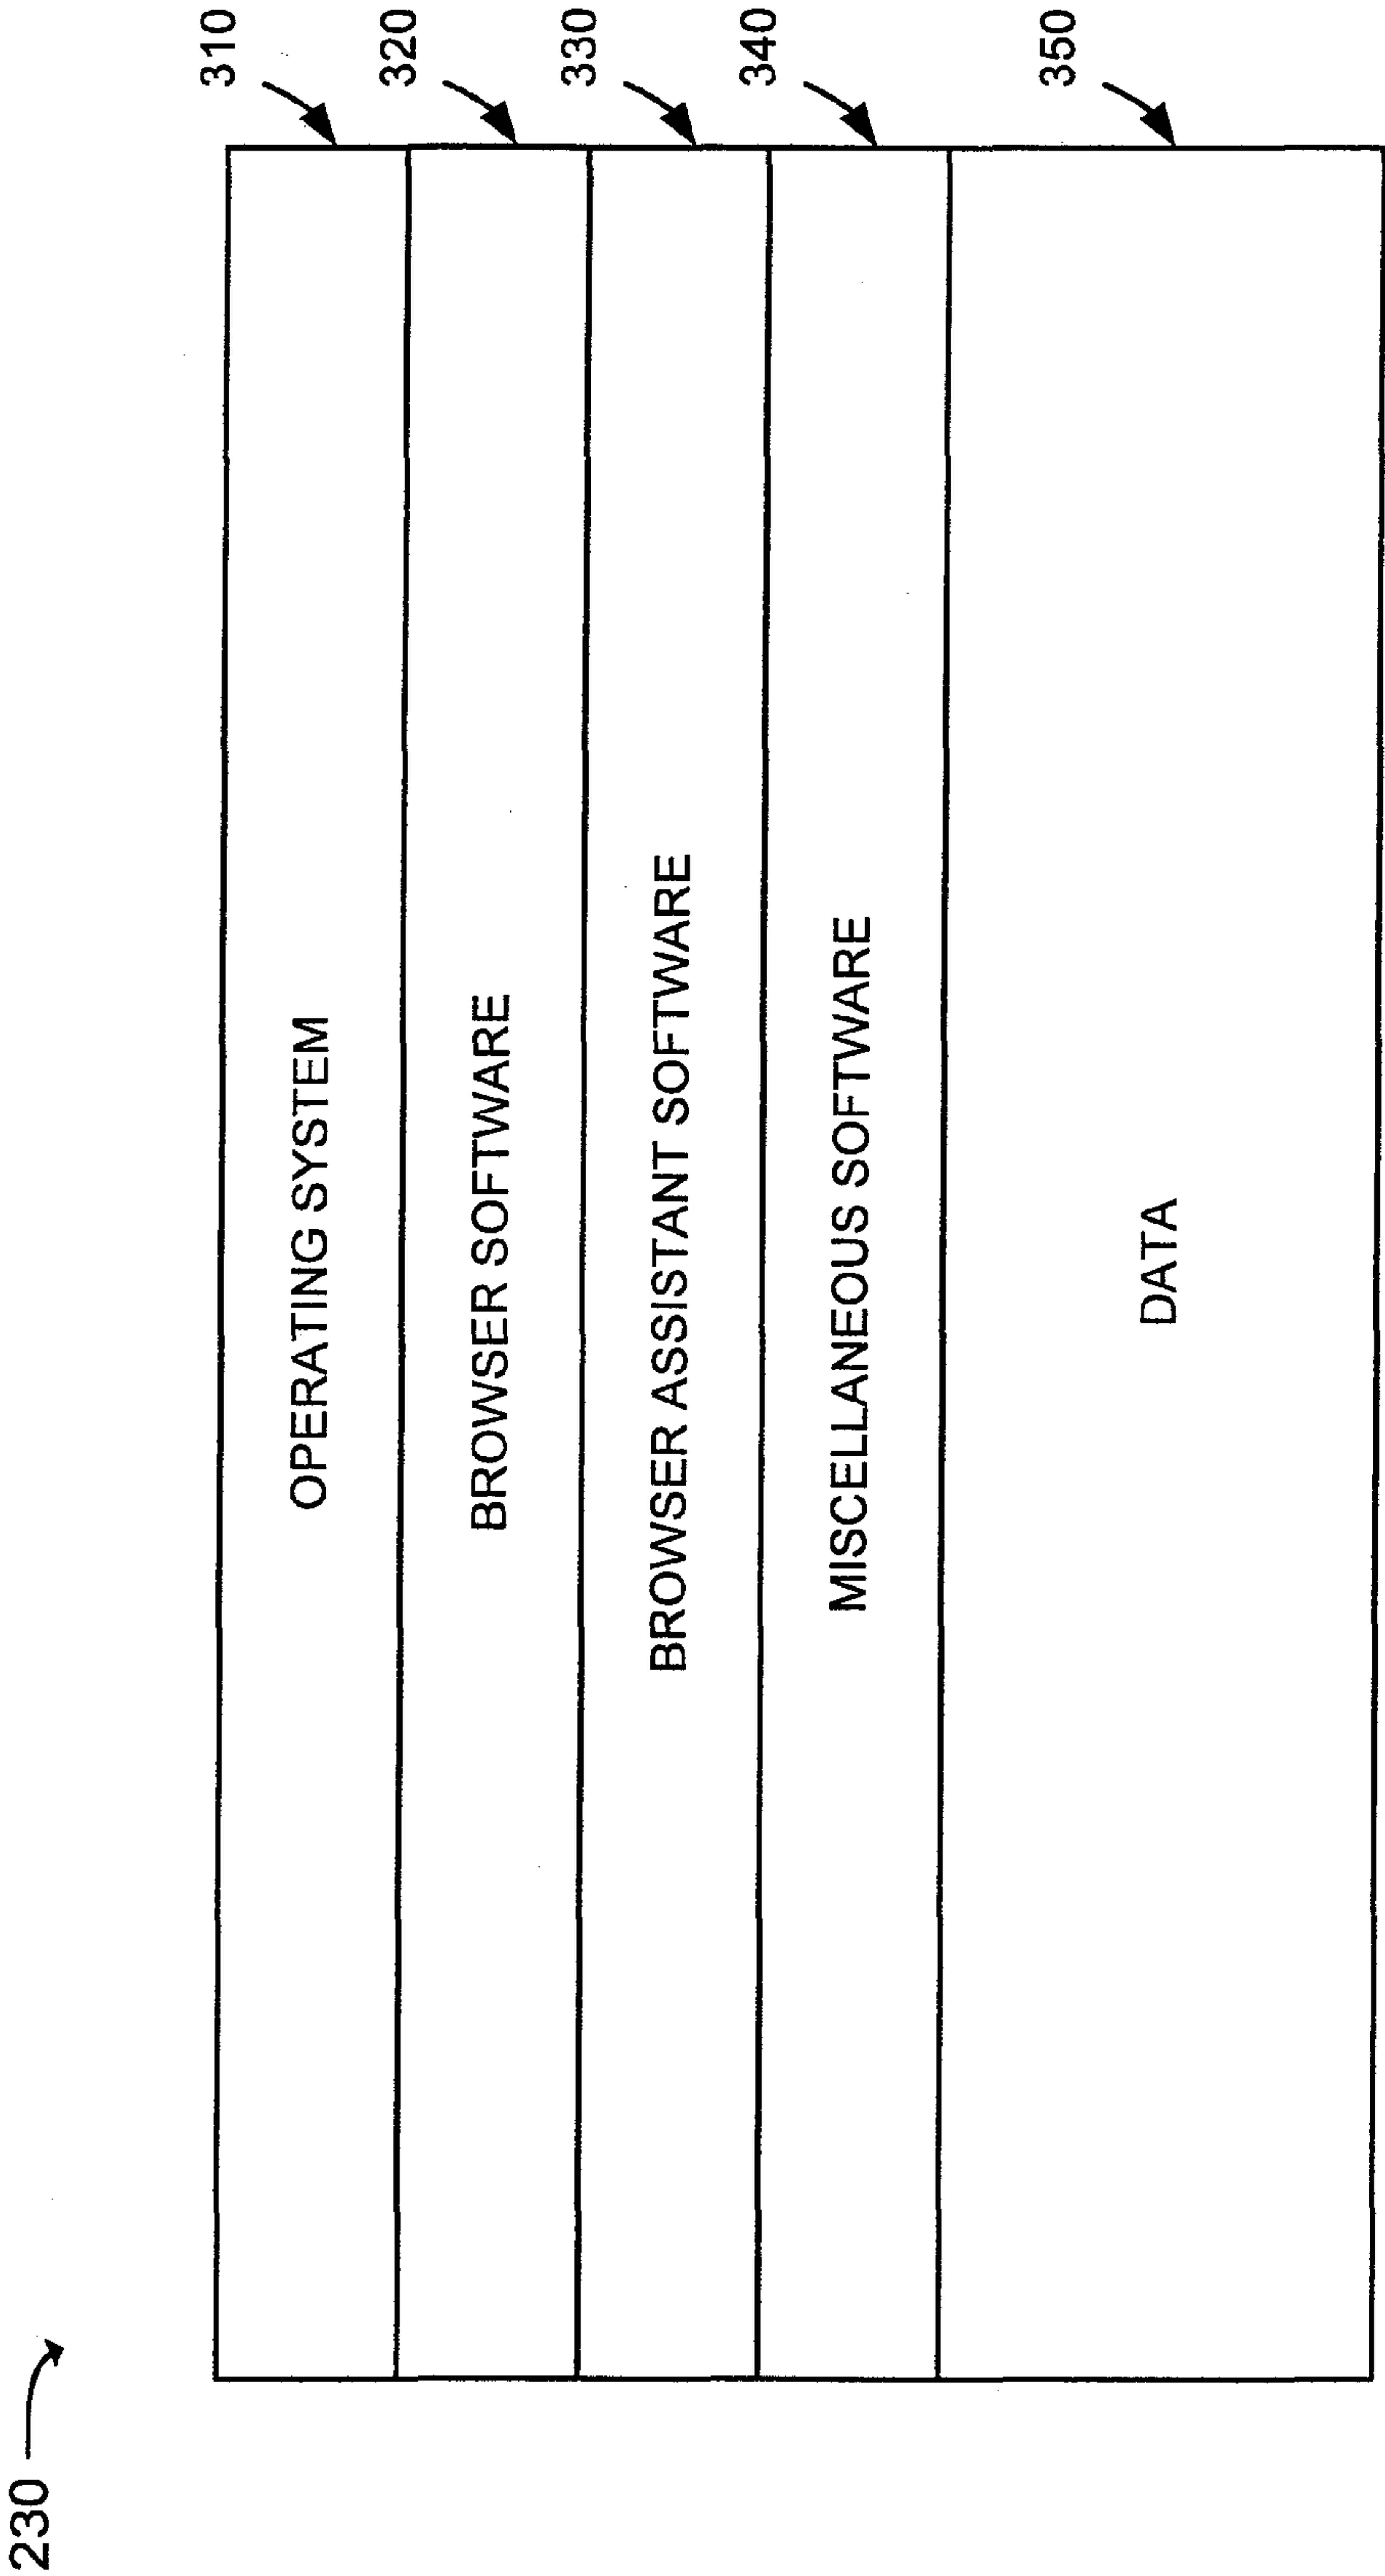 230
OPERATING SYSTEM
310
BROWSER SOFTWARE
320
BROWSER ASSISTANT SOFTWARE
330
MISCELLANEOUS SOFTWARE
340
DATA
350